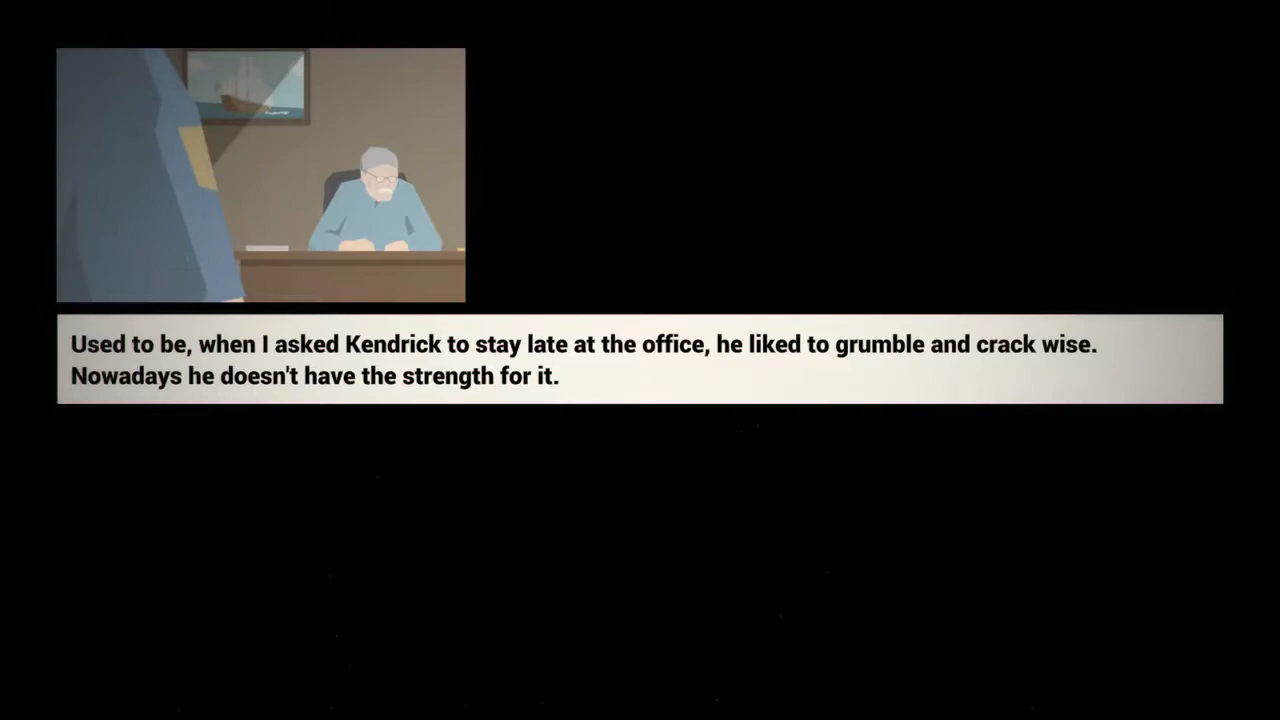 Used to be, when I asked Kendrick to stay late at the office, he liked to grumble and crack wise.
Nowadays he doesn't have the strength for it.